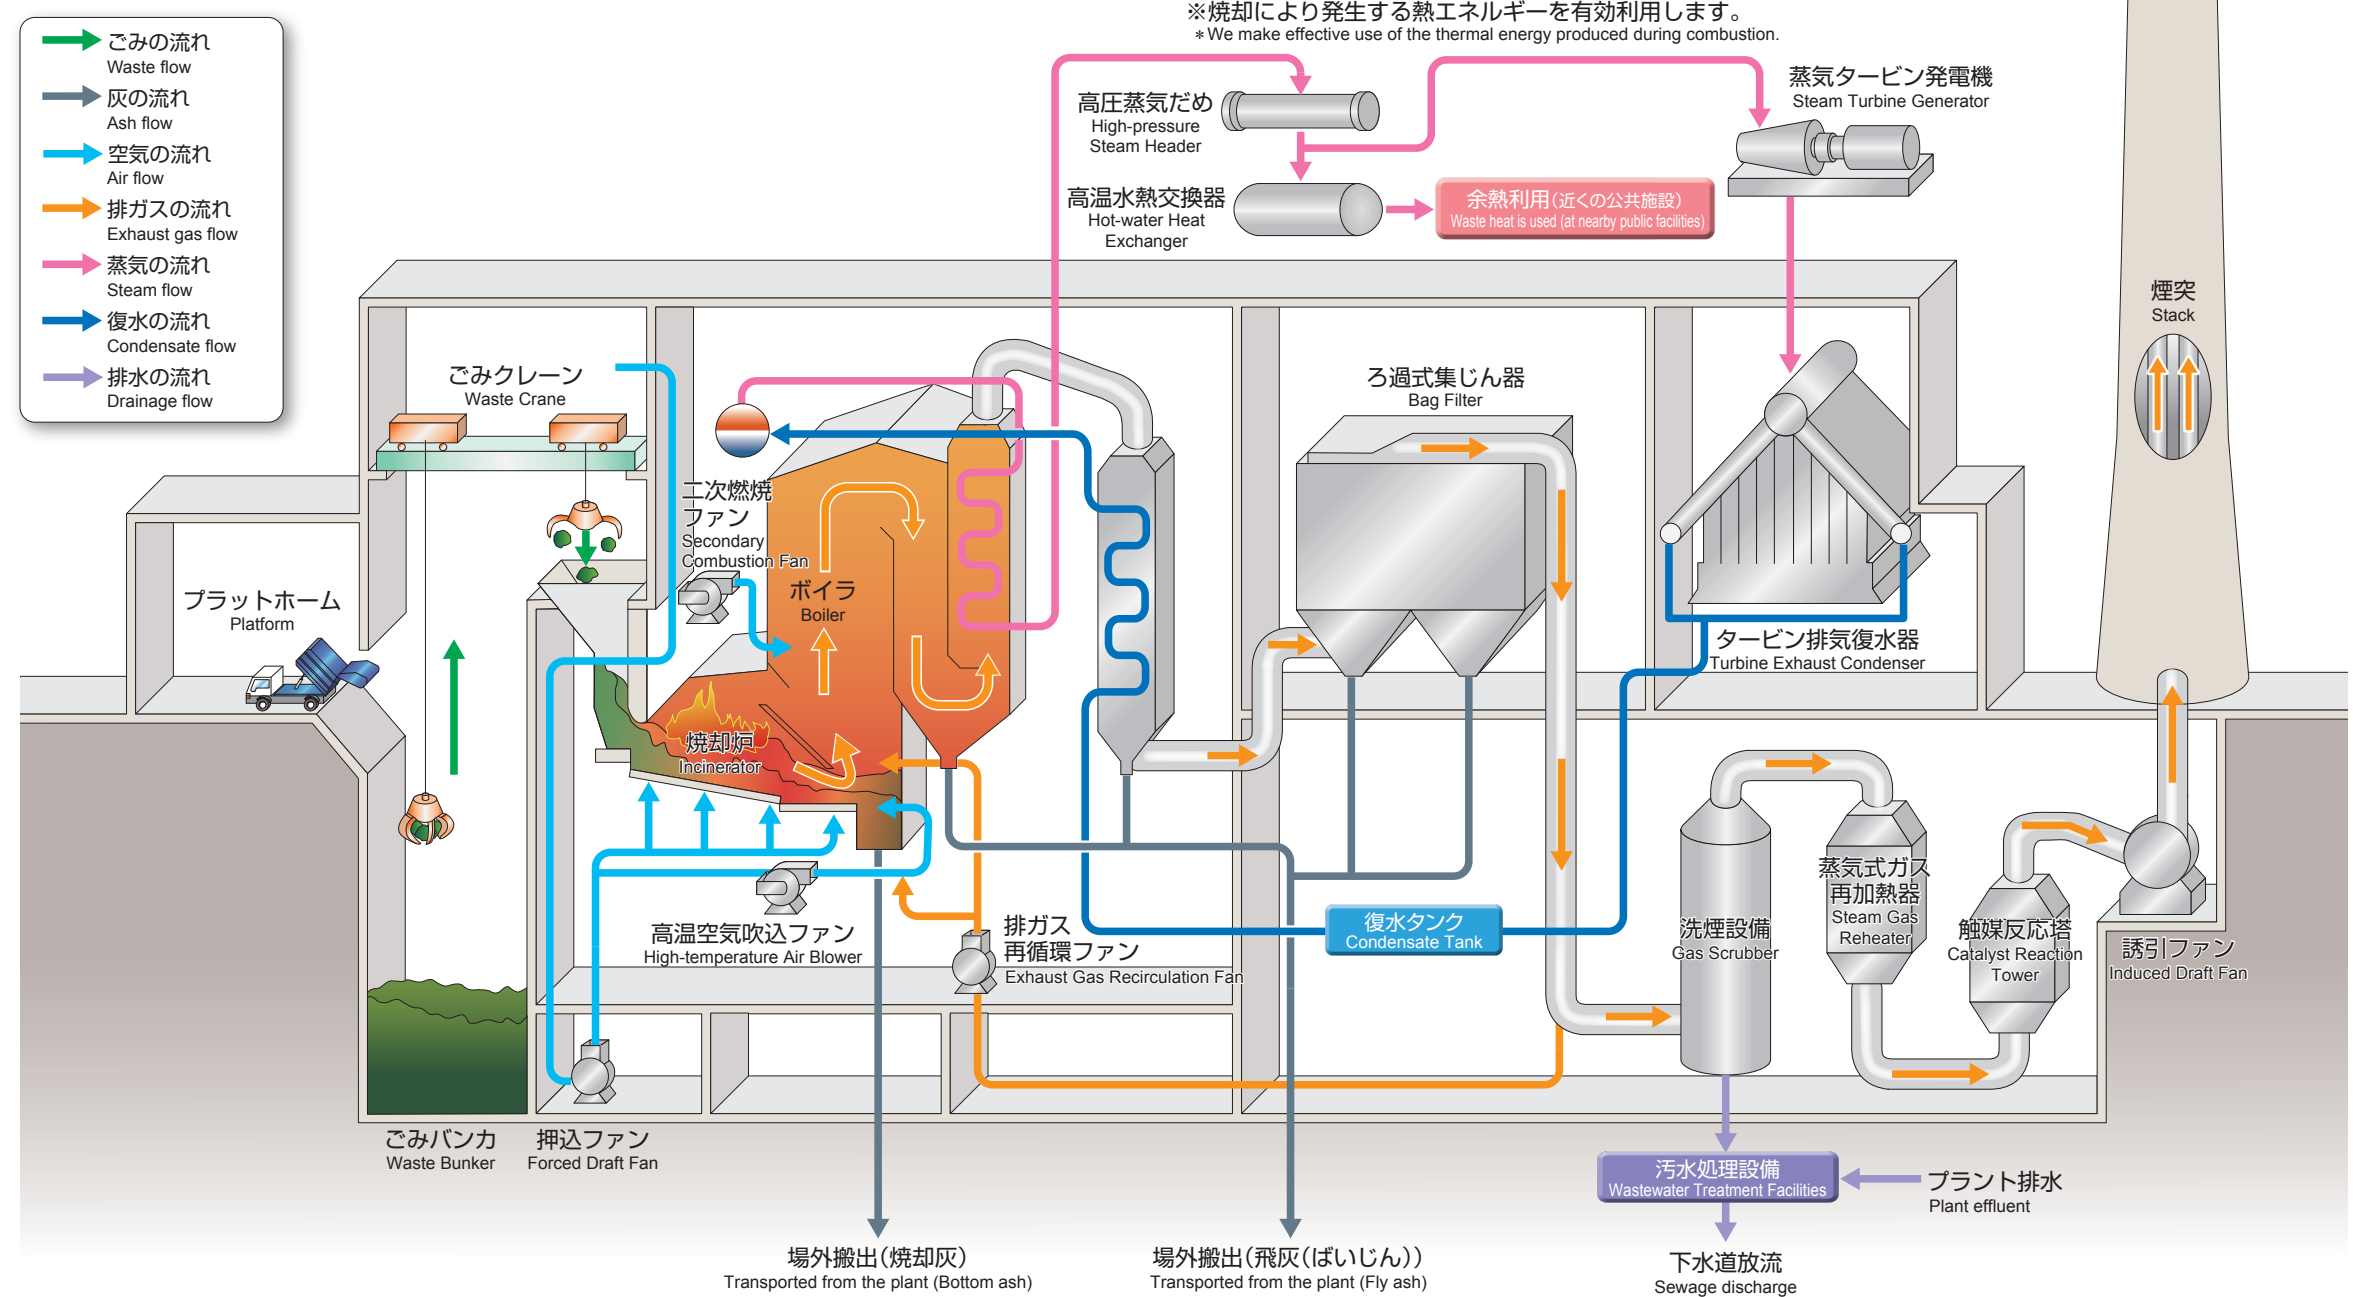 ※焼却により発生する熱エネルギーを有効利用します。
＊We make effective use of the thermal energy produced during combustion.
ごみの流れ
Waste flow
灰の流れ
Ash flow
空気の流れ
Air flow
排ガスの流れ
Exhaust gas flow
蒸気の流れ
Steam flow
復水の流れ
Condensate flow
排水の流れ
Drainage flow
高圧蒸気だめ
High-pressure
Steam Header
蒸気タービン発電機
Steam Turbine Generator
高温水熱交換器
Hot-water Heat
Exchanger
余熱利用(近くの公共施設)
Waste heat is used (at nearby public facilities)
煙突
Stack
ごみクレーン
Waste Crane
ろ過式集じん器
Bag Filter
二次燃焼
ファン
Secondary
Combustion Fan
ボイラ
Boiler
プラットホーム
Platform
タービン排気復水器
Turbine Exhaust Condenser
焼却炉
Incinerator
蒸気式ガス
再加熱器
Steam Gas
Reheater
高温空気吹込ファン
High-temperature Air Blower
排ガス
再循環ファン
Exhaust Gas Recirculation Fan
復水タンク
Condensate Tank
洗煙設備
Gas Scrubber
触媒反応塔
Catalyst Reaction
Tower
誘引ファン
Induced Draft Fan
ごみバンカ
Waste Bunker
押込ファン
Forced Draft Fan
汚水処理設備
Wastewater Treatment Facilities
プラント排水
Plant effluent
場外搬出(焼却灰)
Transported from the plant (Bottom ash)
場外搬出(飛灰(ばいじん))
Transported from the plant (Fly ash)
下水道放流
Sewage discharge